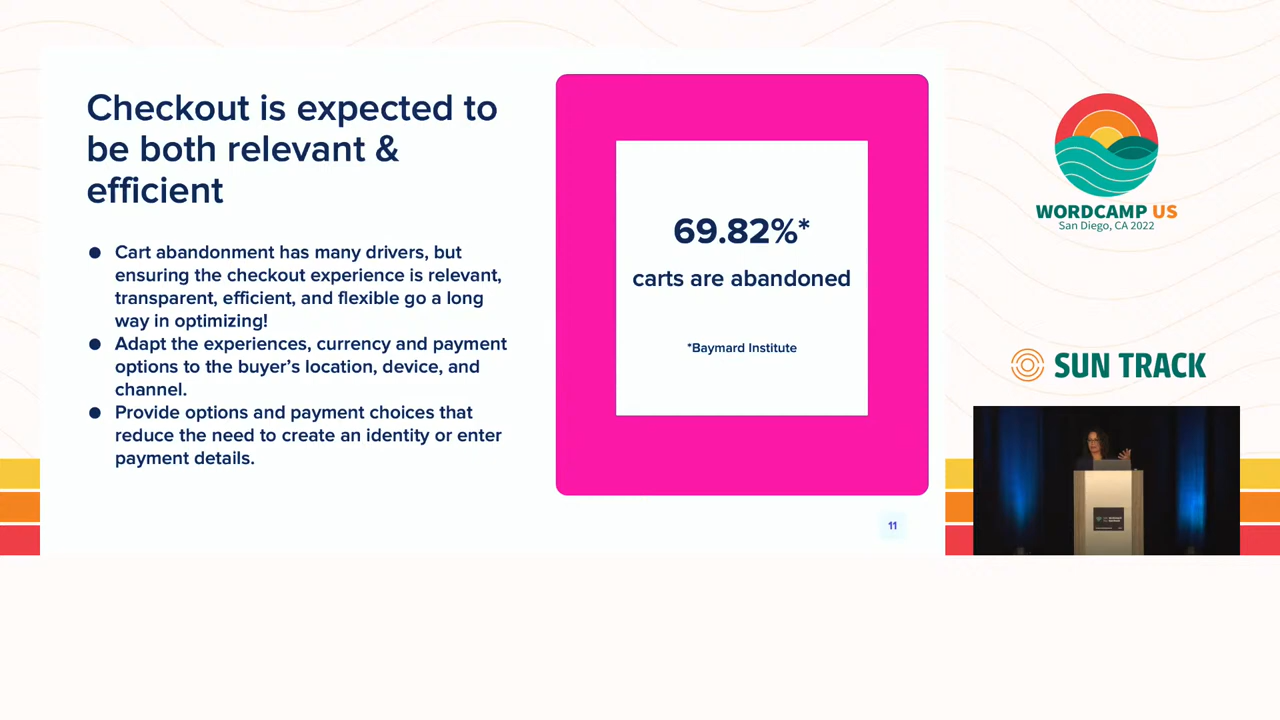 Checkout is expected to
be both relevant &
efficient
● Cart abandonment has many drivers, but
ensuring the checkout experience is relevant,
transparent, efficient, and flexible go a long
way in optimizing!
● Adapt the experiences, currency and payment
options to the buyer's location, device, and
channel.
● Provide options and payment choices that
reduce the need to create an identity or enter
payment details.
69.82%*
carts are abandoned
*Baymard Institute
11
WORDCAMP US
San Diego, CA 2022
SUN TRACK